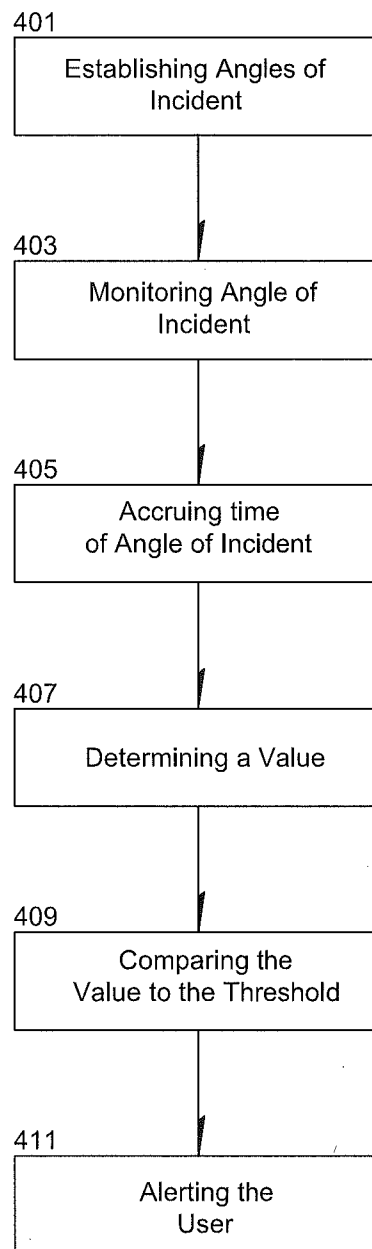 401
Establishing Angles of
Incident
403
Monitoring Angle of
Incident
405
Accruing time
of Angle of Incident
407
Determining a Value
409
Comparing the
Value to the Threshold
411
Alerting the
User